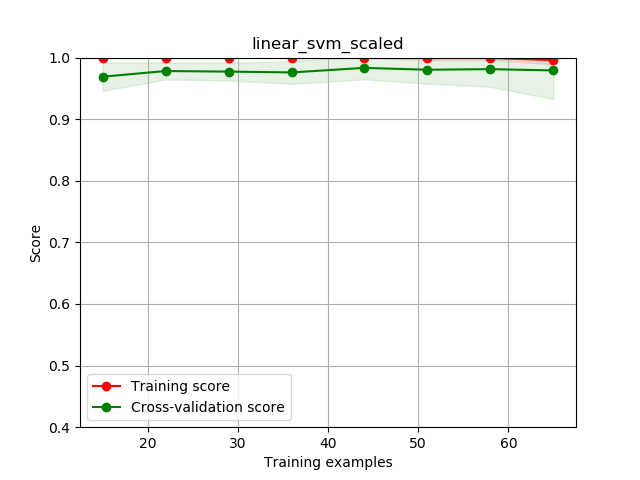 linear_svm_scaled
1.0
0.9
0.8
0.7
0.6
0.5
0.4
Score
Training score
Cross-validation score
20 30 40 50 60
Training examples